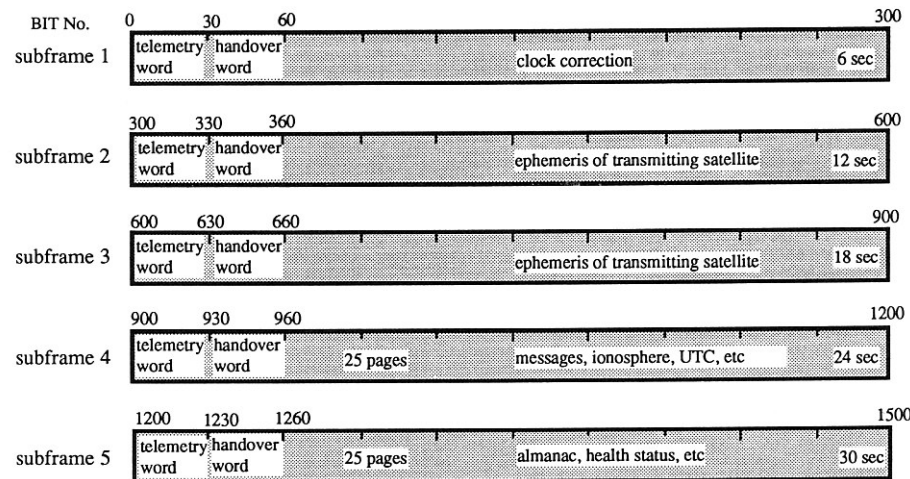 BIT No. 0 30 60 300
subframe 1
telemetry word
handover word
clock correction
6 sec
300 330 360 600
subframe 2
telemetry word
handover word
ephemeris of transmitting satellite
12 sec
600 630 660 900
subframe 3
telemetry word
handover word
ephemeris of transmitting satellite
18 sec
900 930 960 1200
subframe 4
telemetry word
handover word
25 pages
messages, ionosphere, UTC, etc
24 sec
1200 1230 1260 1500
subframe 5
telemetry word
handover word
25 pages
almanac, health status, etc
30 sec